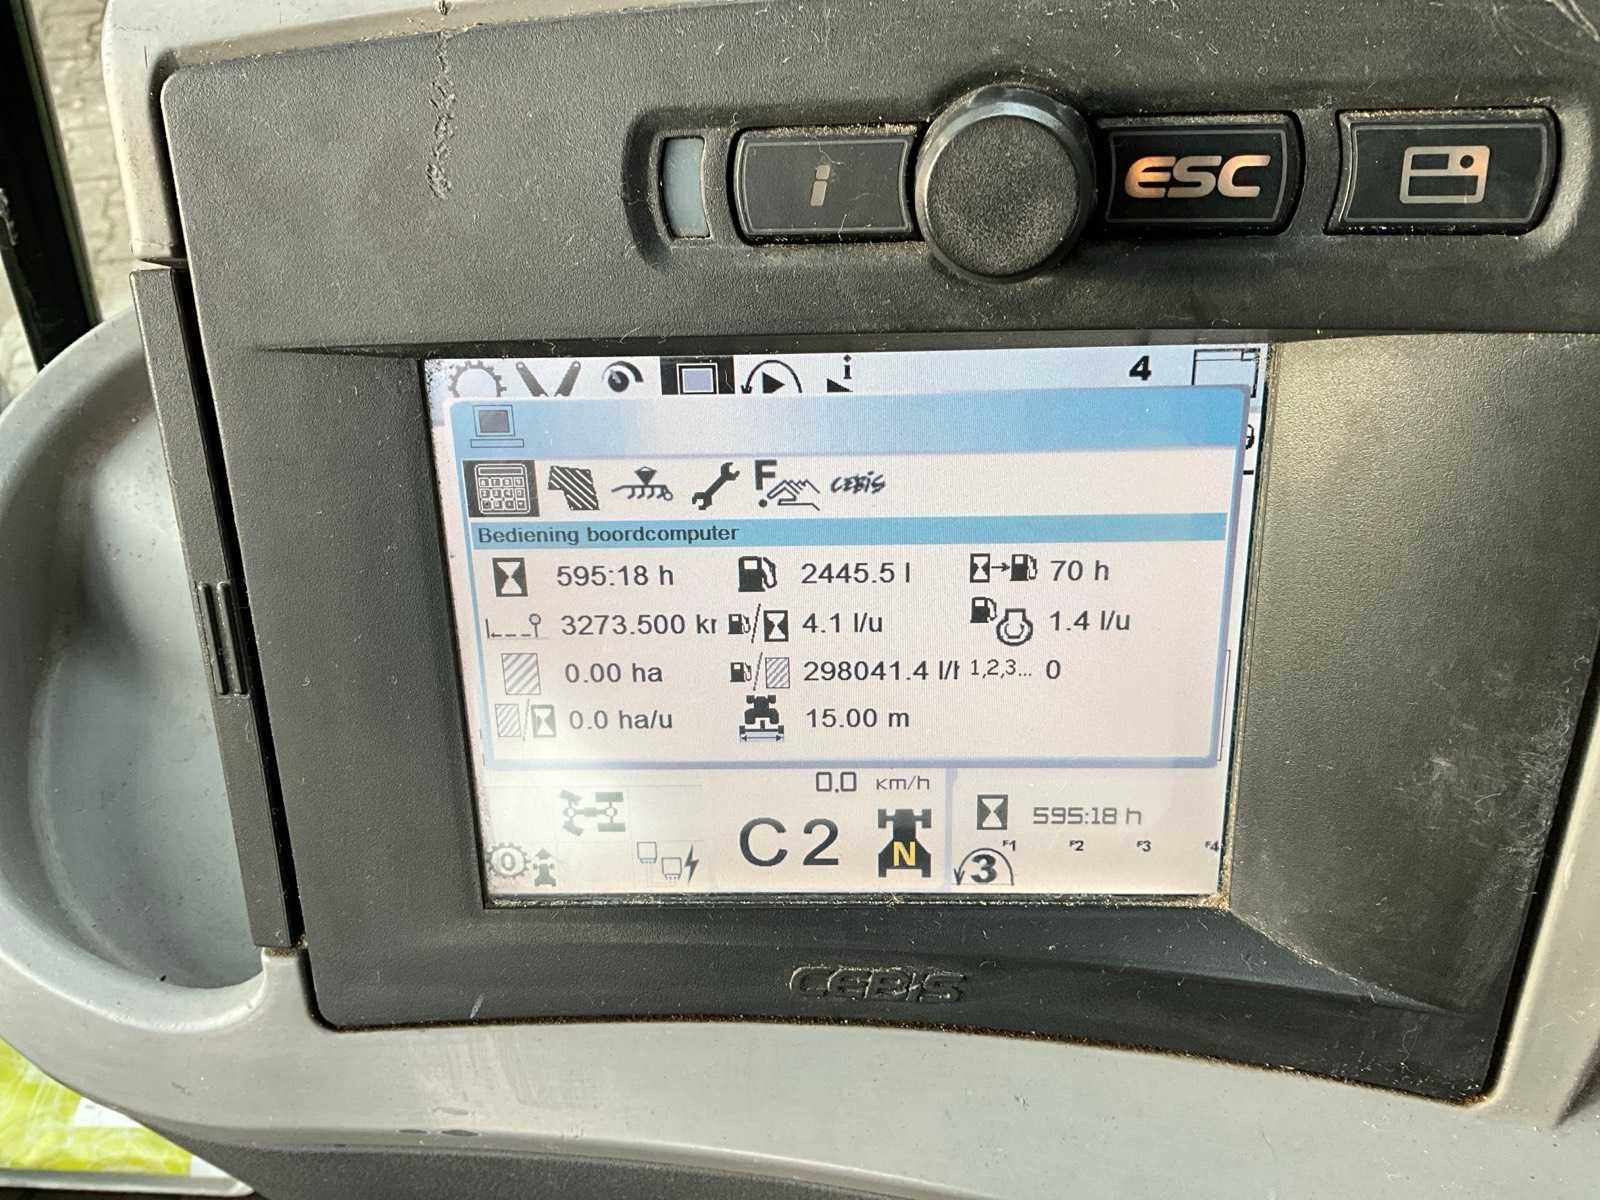 i ESC
i 4
F CEBIS
Bediening boordcomputer
595:18 h 2445.5 l 70 h
3273.500 kr 4.1 l/u 1.4 l/u
0.00 ha 298041.4 l/h 1,2,3... 0
0.0 ha/u 15.00 m
0.0 km/h
595:18 h
F1 F2 F3 F4
C2 N
0 3
CEBIS